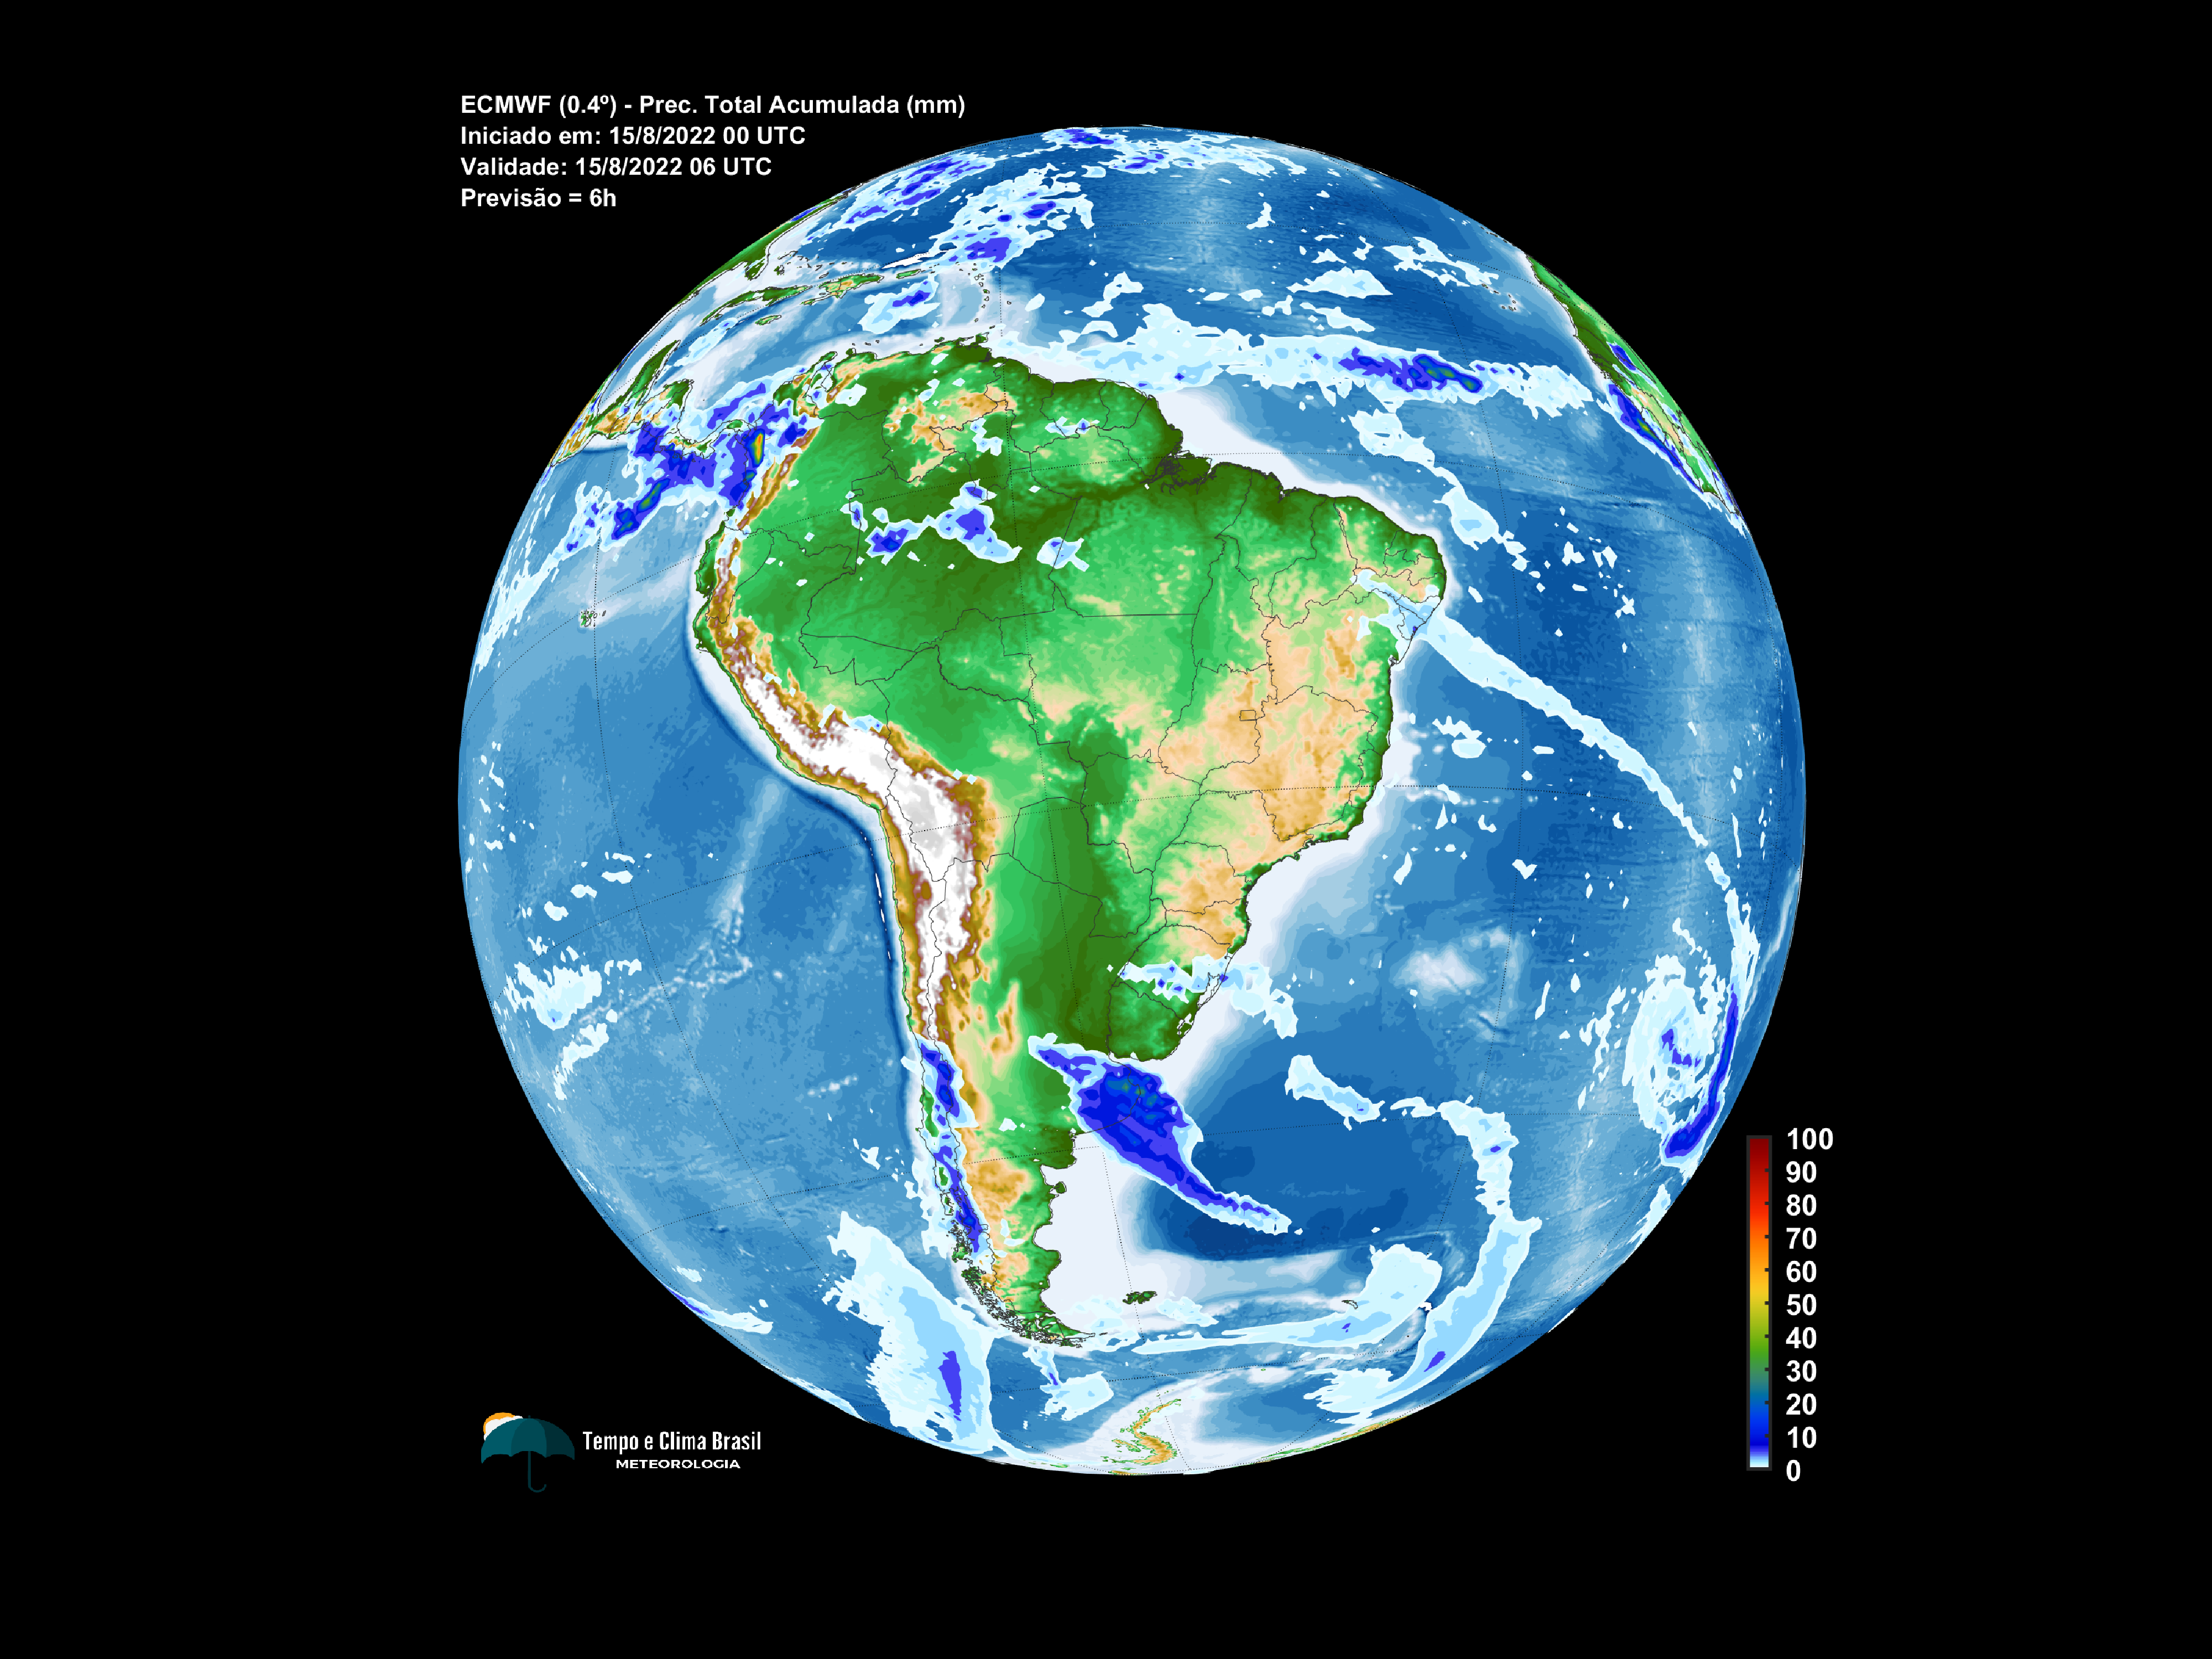 ECMWF (0.4º) - Prec. Total Acumulada (mm)
Iniciado em: 15/8/2022 00 UTC
Validade: 15/8/2022 06 UTC
Previsão = 6h
100
90
80
70
60
50
40
30
20
10
0
Tempo e Clima Brasil
METEOROLOGIA